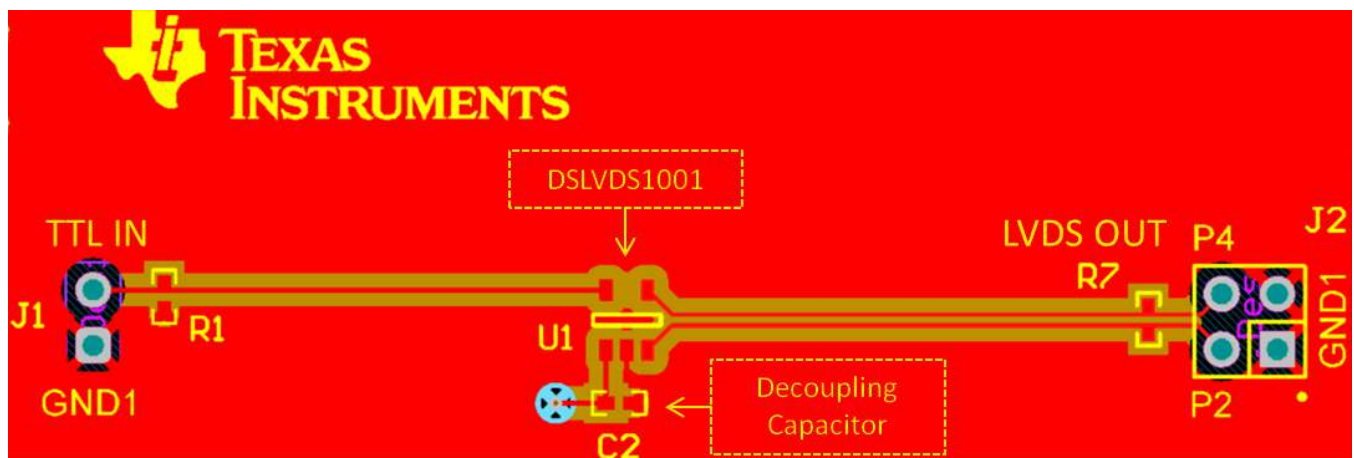 TEXAS
INSTRUMENTS
DSLVDS1001
TTL IN
LVDS OUT
P4
J2
R7
J1
R1
U1
GND1
GND1
Decoupling
Capacitor
P2
C2